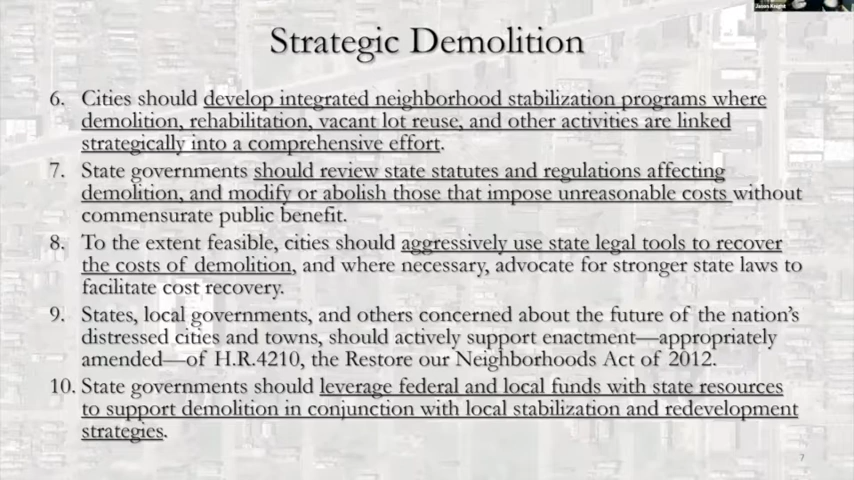 Jason Knight
Strategic Demolition
6. Cities should develop integrated neighborhood stabilization programs where
demolition, rehabilitation, vacant lot reuse, and other activities are linked
strategically into a comprehensive effort.
7. State governments should review state statutes and regulations affecting
demolition, and modify or abolish those that impose unreasonable costs without
commensurate public benefit.
8. To the extent feasible, cities should aggressively use state legal tools to recover
the costs of demolition, and where necessary, advocate for stronger state laws to
facilitate cost recovery.
9. States, local governments, and others concerned about the future of the nation's
distressed cities and towns, should actively support enactment—appropriately
amended—of H.R.4210, the Restore our Neighborhoods Act of 2012.
10. State governments should leverage federal and local funds with state resources
to support demolition in conjunction with local stabilization and redevelopment
strategies.
7